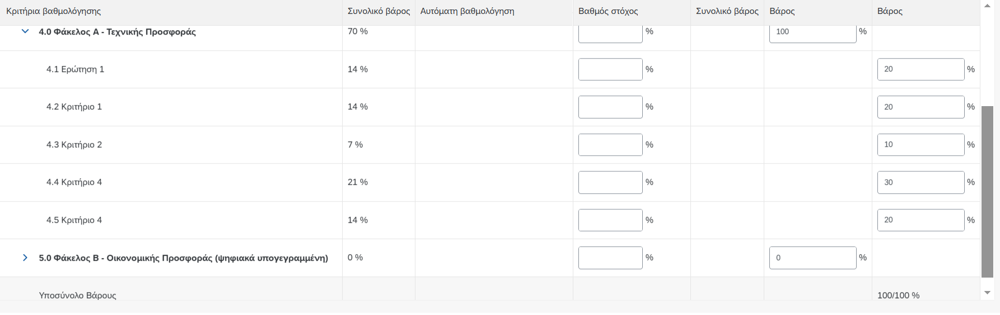 Κριτήρια βαθμολόγησης Συνολικό βάρος Αυτόματη βαθμολόγηση Βαθμός στόχος Συνολικό βάρος Βάρος Βάρος
4.0 Φάκελος Α - Τεχνικής Προσφοράς 70 % % 100 %
4.1 Ερώτηση 1 14 % % 20 %
4.2 Κριτήριο 1 14 % % 20 %
4.3 Κριτήριο 2 7 % % 10 %
4.4 Κριτήριο 4 21 % % 30 %
4.5 Κριτήριο 4 14 % % 20 %
5.0 Φάκελος Β - Οικονομικής Προσφοράς (ψηφιακά υπογεγραμμένη) 0 % % 0 %
Υποσύνολο Βάρους 100/100 %